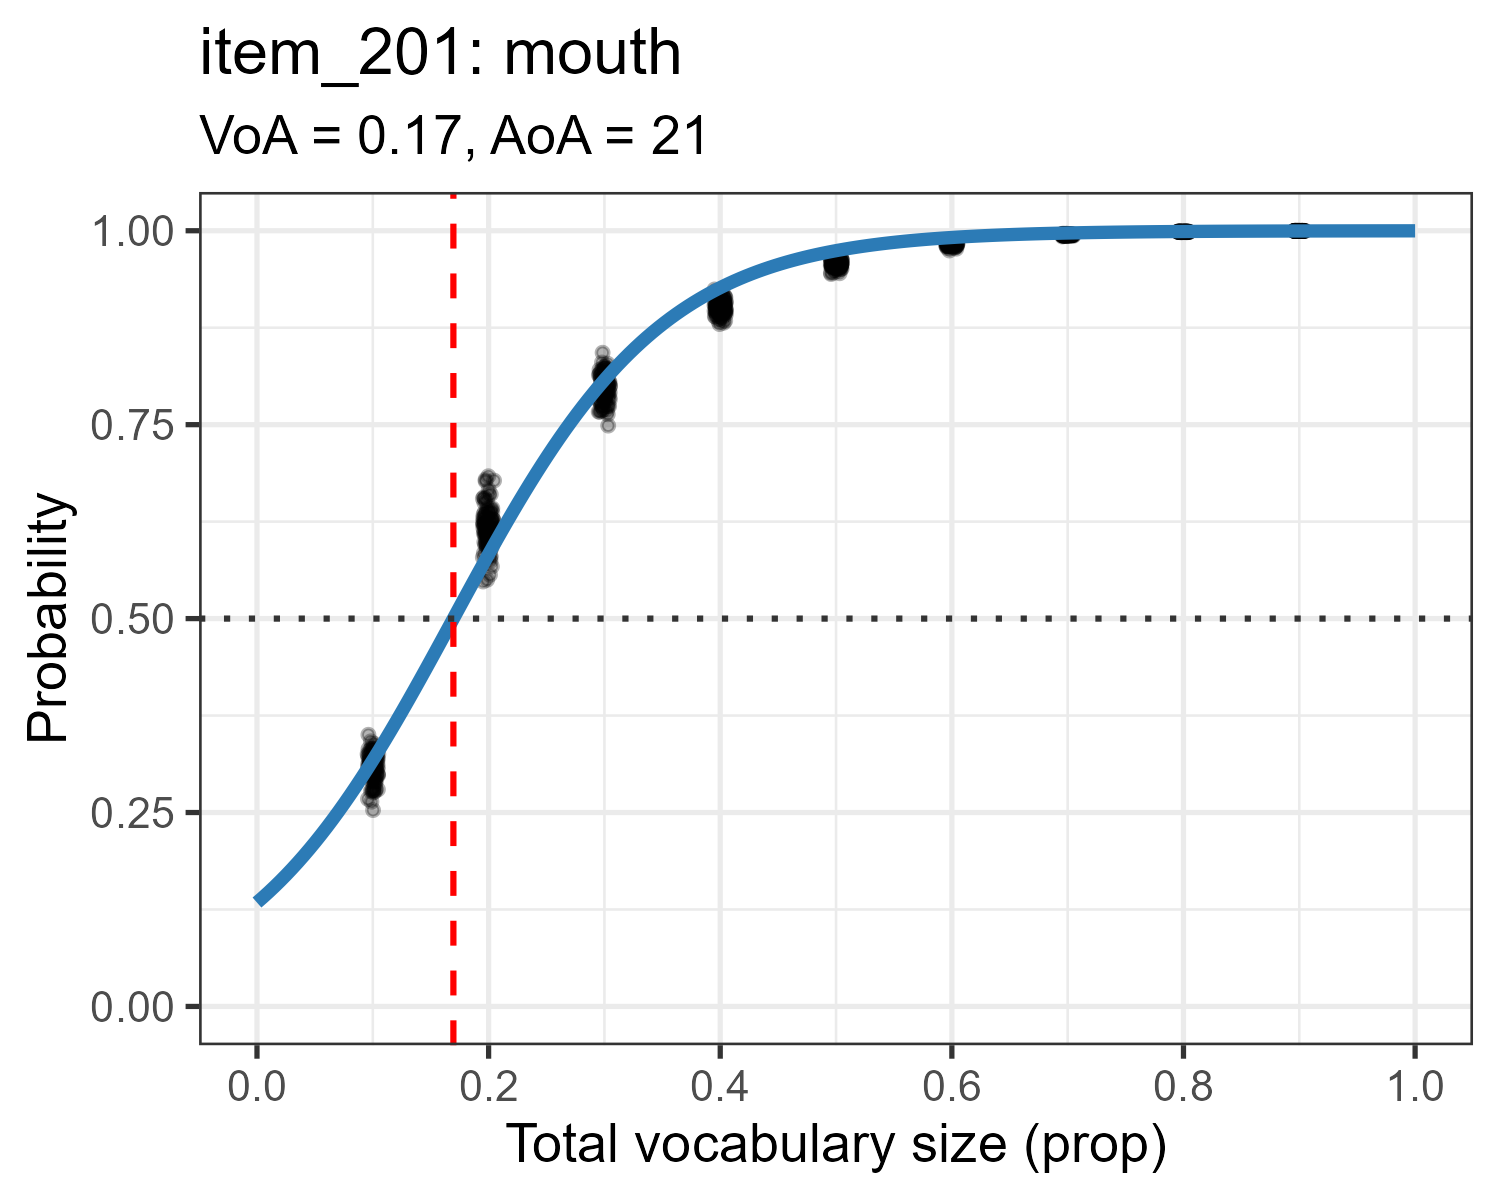 item_201: mouth
VoA = 0.17, AoA = 21
1.00
0.75
0.50
0.25
0.00
Probability
0.0 0.2 0.4 0.6 0.8 1.0
Total vocabulary size (prop)